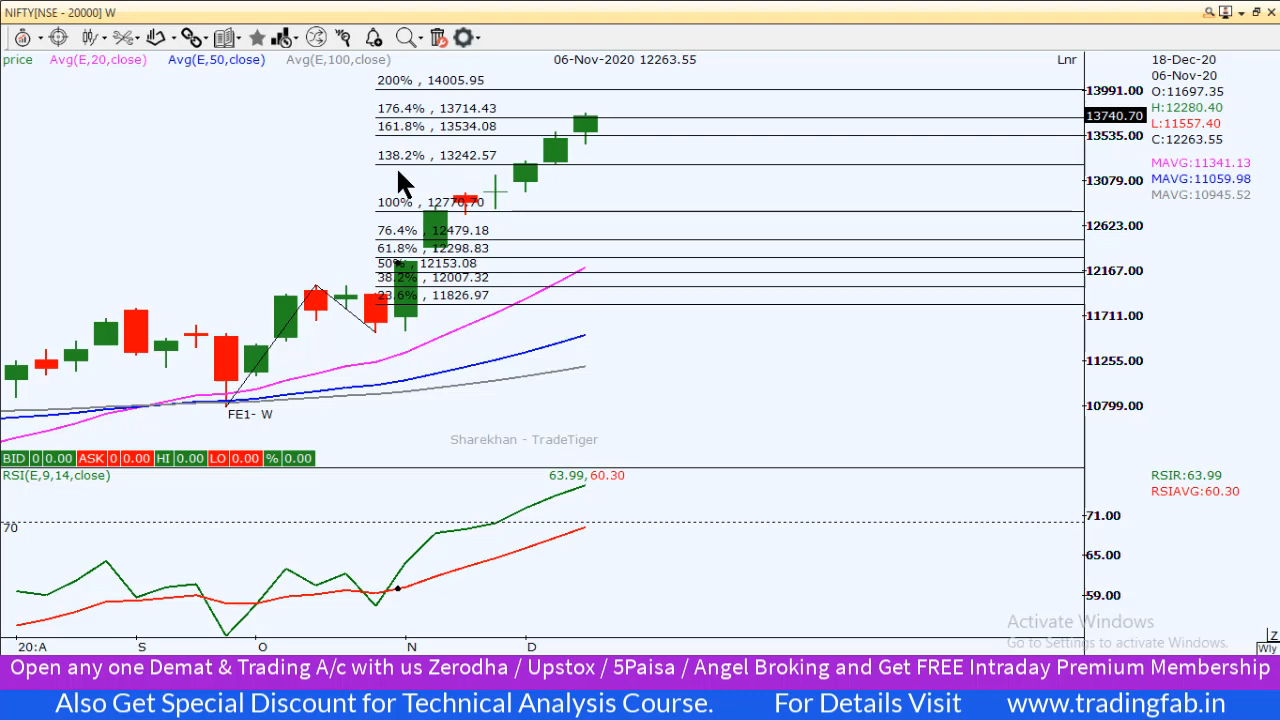 NIFTY[NSE - 20000] W
price Avg(E,20,close) Avg(E,50,close) Avg(E,100,close) 06-Nov-2020 12263.55 Lnr
18-Dec-20
06-Nov-20
O:11697.35
H:12280.40
L:11557.40
C:12263.55
MAVG:11341.13
MAVG:11059.98
MAVG:10945.52
200% , 14005.95
176.4% , 13714.43
161.8% , 13534.08
138.2% , 13242.57
100% , 12770.70
76.4% , 12479.18
61.8% , 12298.83
50% , 12153.08
38.2% , 12007.32
23.6% , 11826.97
13991.00
13740.70
13535.00
13079.00
12623.00
12167.00
11711.00
11255.00
10799.00
FE1- W
Sharekhan - TradeTiger
BID 0 0.00 ASK 0 0.00 HI 0.00 LO 0.00 % 0.00
RSI(E,9,14,close) 63.99, 60.30
RSIR:63.99
RSIAVG:60.30
70
71.00
65.00
59.00
Activate Windows
Go to Settings to activate Windows.
20:A S O N D
Z
Wly
Open any one Demat & Trading A/c with us Zerodha / Upstox / 5Paisa / Angel Broking and Get FREE Intraday Premium Membership
Also Get Special Discount for Technical Analysis Course. For Details Visit www.tradingfab.in